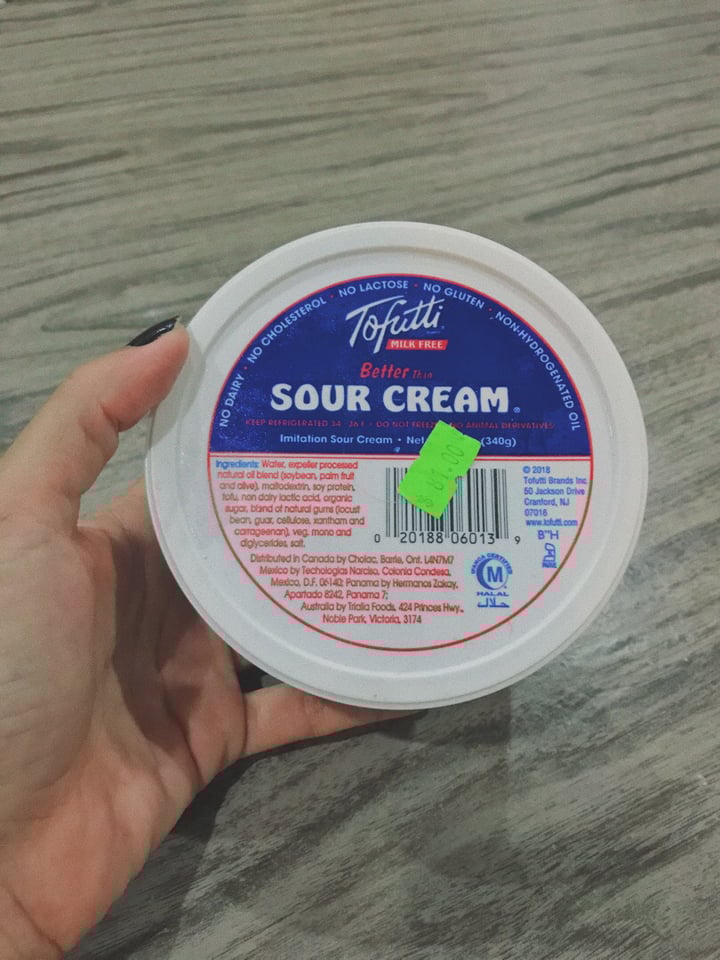 NO DAIRY · NO CHOLESTEROL · NO LACTOSE · NO GLUTEN · NON-HYDROGENATED OIL
Tofutti
MILK FREE
Better Than
SOUR CREAM®
KEEP REFRIGERATED 34 - 36 F · DO NOT FREEZE NO ANIMAL DERIVATIVES
Imitation Sour Cream • Net (340g)
$ 89.00
Ingredients: Water, expeller processed
natural oil blend (soybean, palm fruit
and olive), maltodextrin, soy protein,
tofu, non dairy lactic acid, organic
sugar, blend of natural gums (locust
bean, guar, cellulose, xantham and
carrageenan), veg. mono and
diglycerides, salt.
0 20188 06013 9
© 2018
Tofutti Brands Inc.
50 Jackson Drive
Cranford, NJ
07016
www.tofutti.com
B"H
Distributed in Canada by Cholac, Barrie, Ont. L4N7M7
Mexico by Techologias Narciso, Colonia Condesa,
Mexico, D.F. 06140; Panama by Hermanos Zakay,
Apartado 8242, Panama 7;
Australia by Trialia Foods, 424 Princes Hwy.,
Noble Park, Victoria, 3174
M
HALAL
حلال